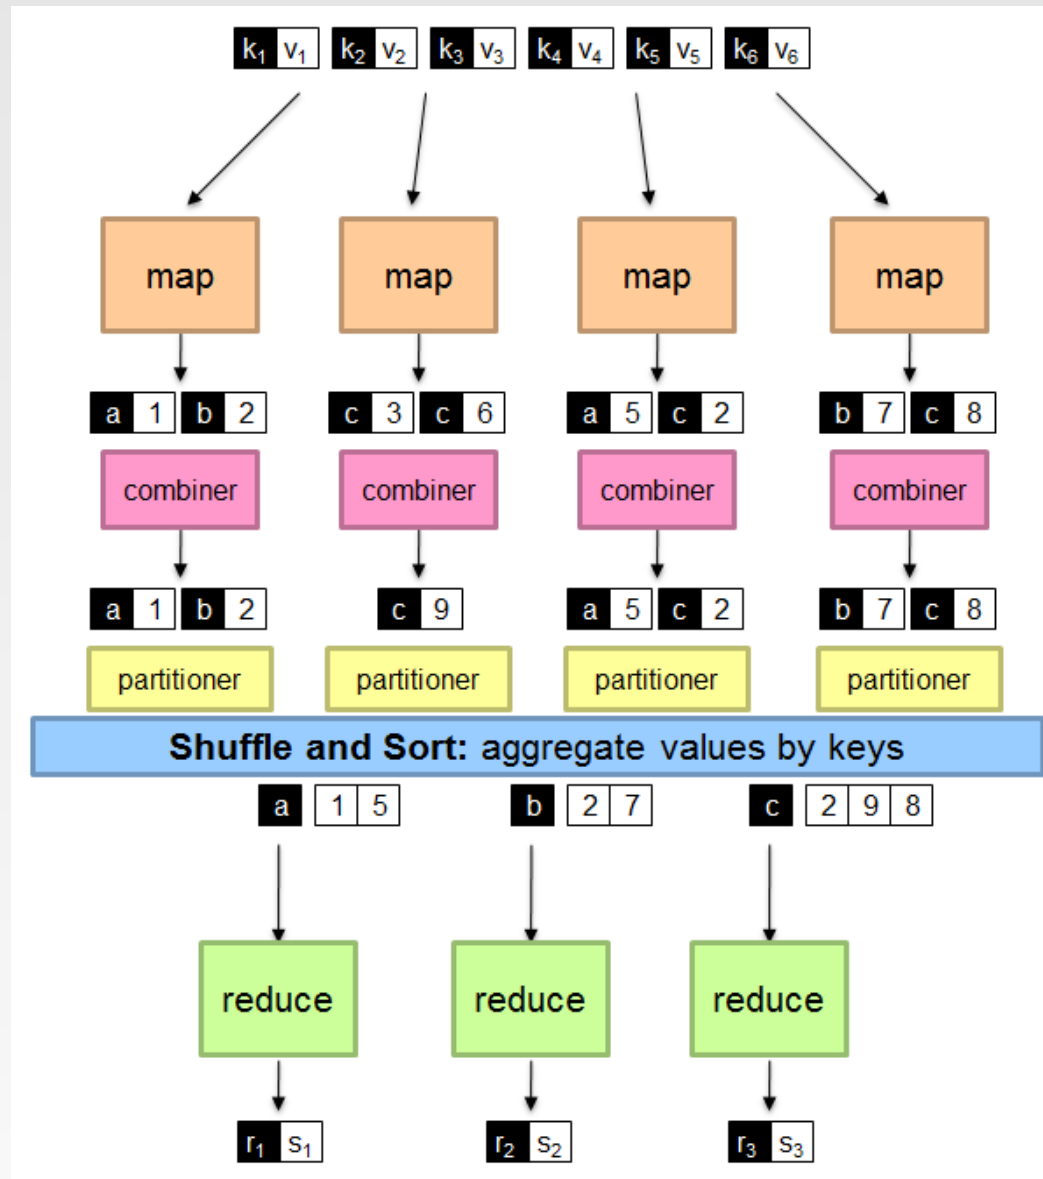 k₁ v₁ k₂ v₂ k₃ v₃ k₄ v₄ k₅ v₅ k₆ v₆
map map map map
a 1 b 2 c 3 c 6 a 5 c 2 b 7 c 8
combiner combiner combiner combiner
a 1 b 2 c 9 a 5 c 2 b 7 c 8
partitioner partitioner partitioner partitioner
Shuffle and Sort: aggregate values by keys
a 1 5 b 2 7 c 2 9 8
reduce reduce reduce
r₁ s₁ r₂ s₂ r₃ s₃